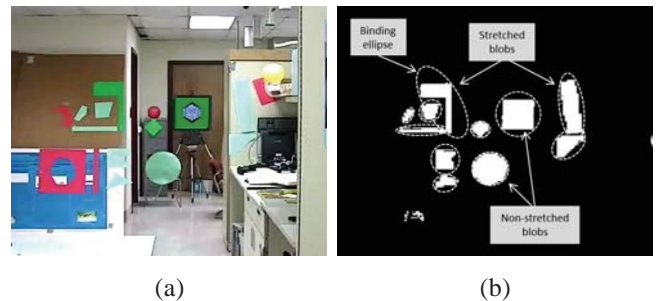 Binding
ellipse
Stretched
blobs
Non-stretched
blobs
(a)
(b)